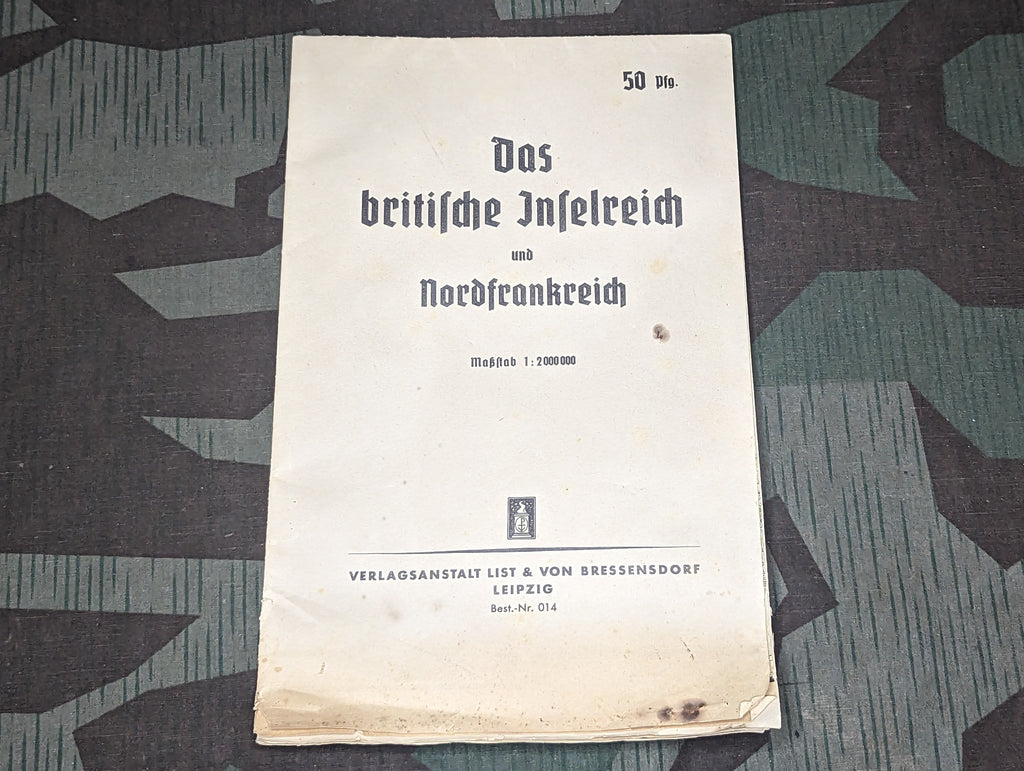 50 Pfg.
Das
britiſche Inſelreich
und
Nordfrankreich
Maßſtab 1:2000000
VERLAGSANSTALT LIST & VON BRESSENSDORF
LEIPZIG
Best.-Nr. 014